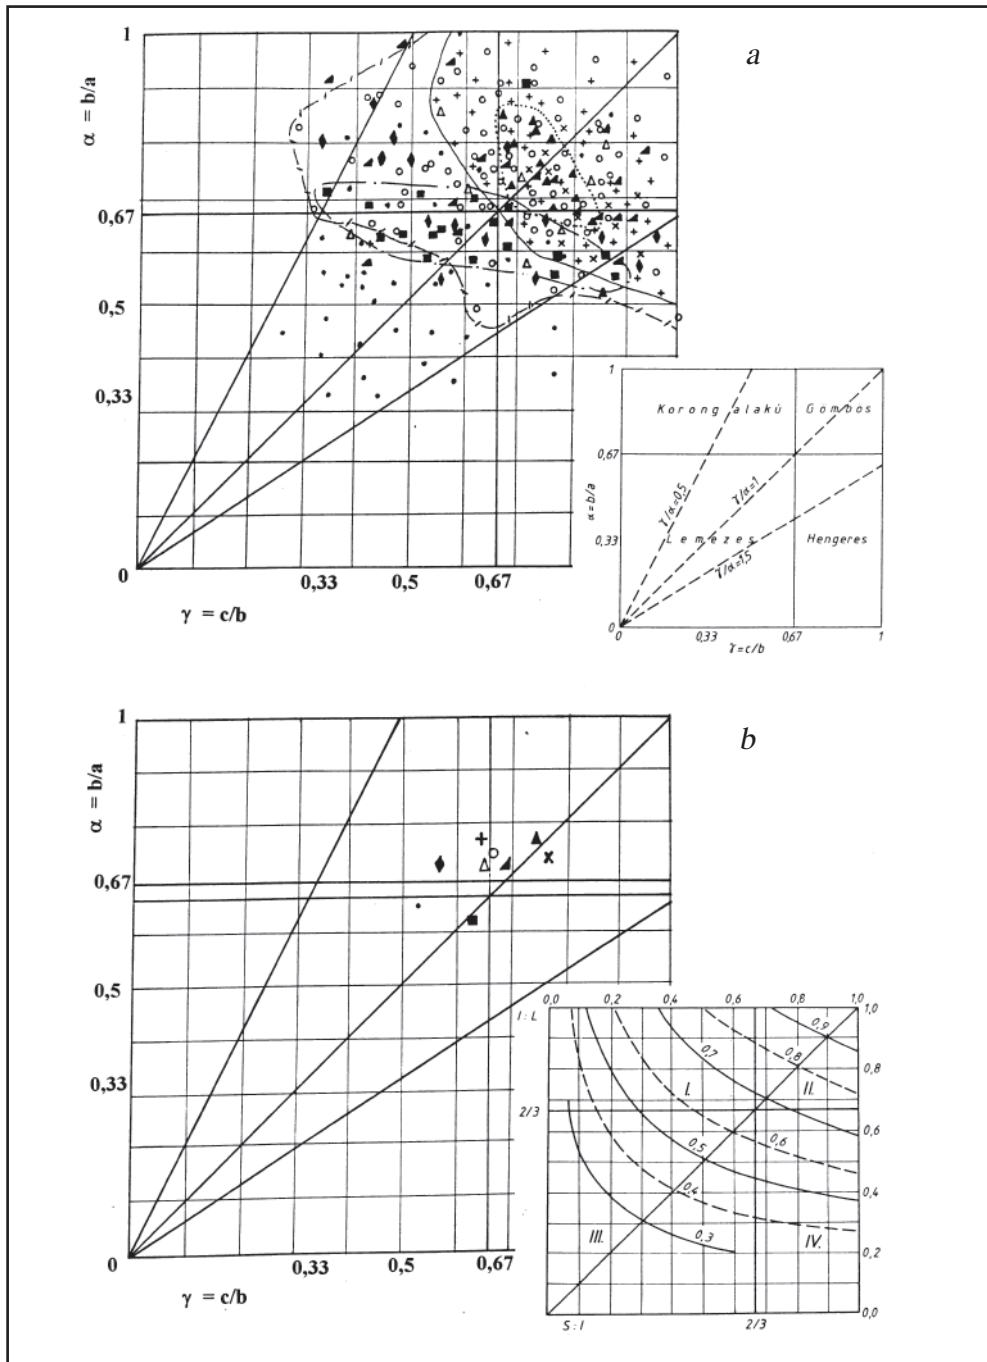 a
1
α = b/a
0,67
0,5
0,33
0
0,33
0,5
0,67
γ = c/b
1
Korong alakú
Gömbös
0,67
α=b/a
γ/α=0,5
γ/α=1
0,33
Lemezes
Hengeres
γ/α=1,5
0
0
0,33
0,67
1
γ=c/b
b
1
α = b/a
0,67
0,5
0,33
0
0,33
0,5
0,67
γ = c/b
0,0
0,2
0,4
0,6
0,8
1,0
I:L
1,0
0,9
0,8
0,7
0,8
I.
II.
2/3
0,6
0,6
0,5
0,4
0,4
III.
0,3
IV.
0,2
0,0
S:I
2/3